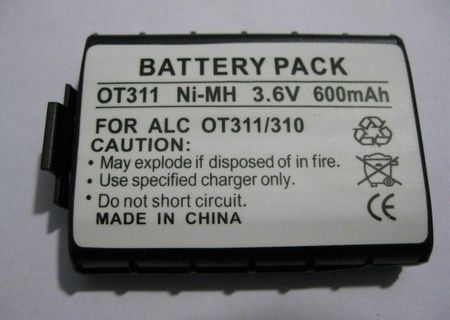 BATTERY PACK
OT311 Ni-MH 3.6V 600mAh
FOR ALC OT311/310
CAUTION:
• May explode if disposed of in fire.
• Use specified charger only.
• Do not short circuit.
MADE IN CHINA
CE